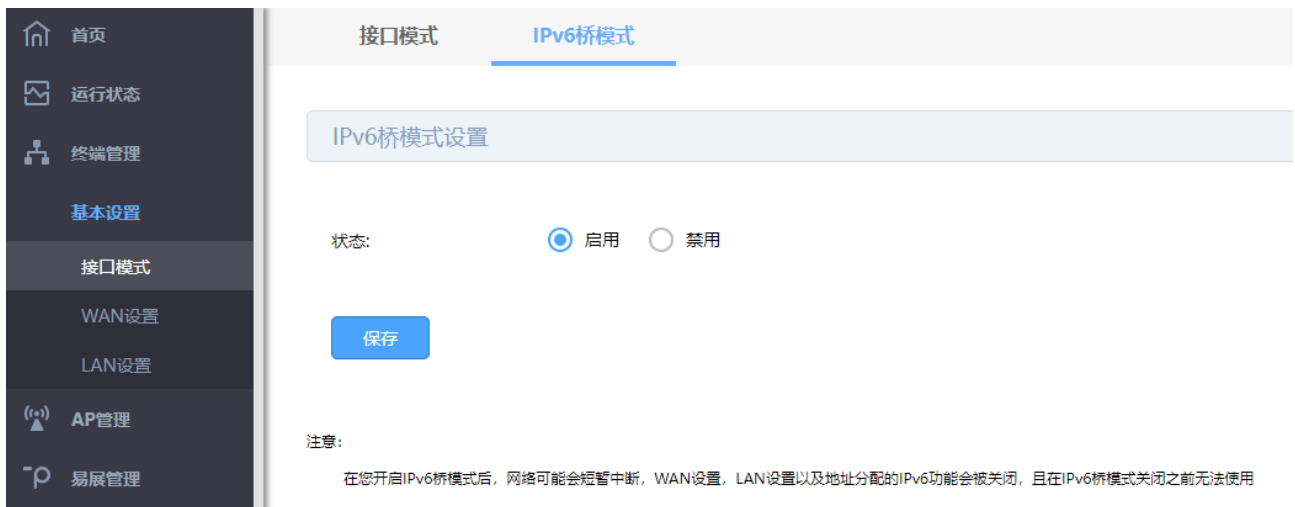 首页
运行状态
终端管理
基本设置
接口模式
WAN设置
LAN设置
AP管理
易展管理
接口模式 IPv6桥模式
IPv6桥模式设置
状态: 启用 禁用
保存
注意:
在您开启IPv6桥模式后，网络可能会短暂中断，WAN设置，LAN设置以及地址分配的IPv6功能会被关闭，且在IPv6桥模式关闭之前无法使用